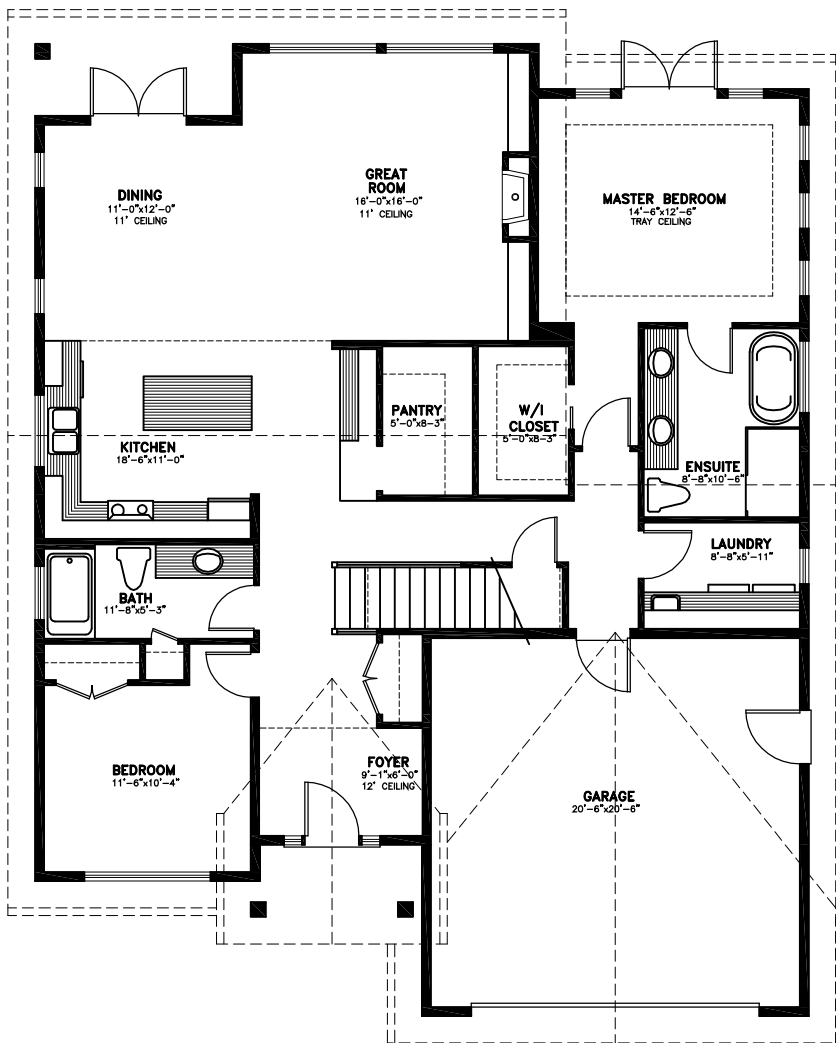 DINING
11'-0"x12'-0"
11' CEILING
GREAT
ROOM
16'-0"x16'-0"
11' CEILING
MASTER BEDROOM
14'-6"x12'-6"
TRAY CEILING
PANTRY
5'-0"x8-3"
W/I
CLOSET
5'-0"x8-3"
KITCHEN
18'-6"x11'-0"
ENSUITE
8'-8"x10'-6"
LAUNDRY
8'-8"x5'-11"
BATH
11'-8"x5'-3"
BEDROOM
11'-6"x10'-4"
FOYER
9'-1"x6'-0"
12' CEILING
GARAGE
20'-6"x20'-6"